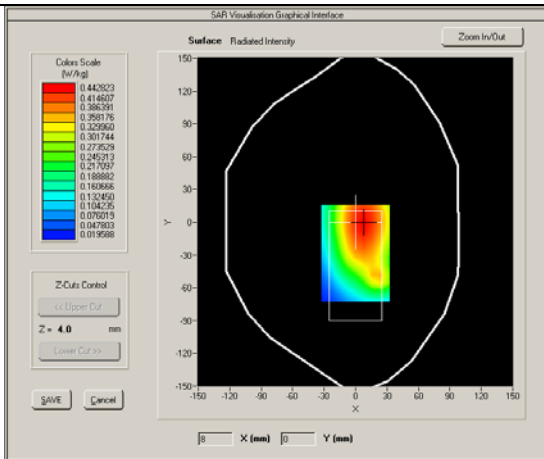 SAR Visualisation Graphical Interface
Surface Radiated Intensity
Zoom In/Out
Colors Scale
(W/kg)
0.442823
0.414607
0.386391
0.358176
0.329960
0.301744
0.273529
0.245313
0.217097
0.188882
0.160666
0.132450
0.104235
0.076019
0.047803
0.019588
Z-Cuts Control
<< Upper Cut
Z = 4.0 mm
Lower Cut >>
SAVE
Cancel
150
120
90
60
30
0
-30
-60
-90
-120
-150
Y
-150 -120 -90 -60 -30 0 30 60 90 120 150
X
8 X (mm) 0 Y (mm)